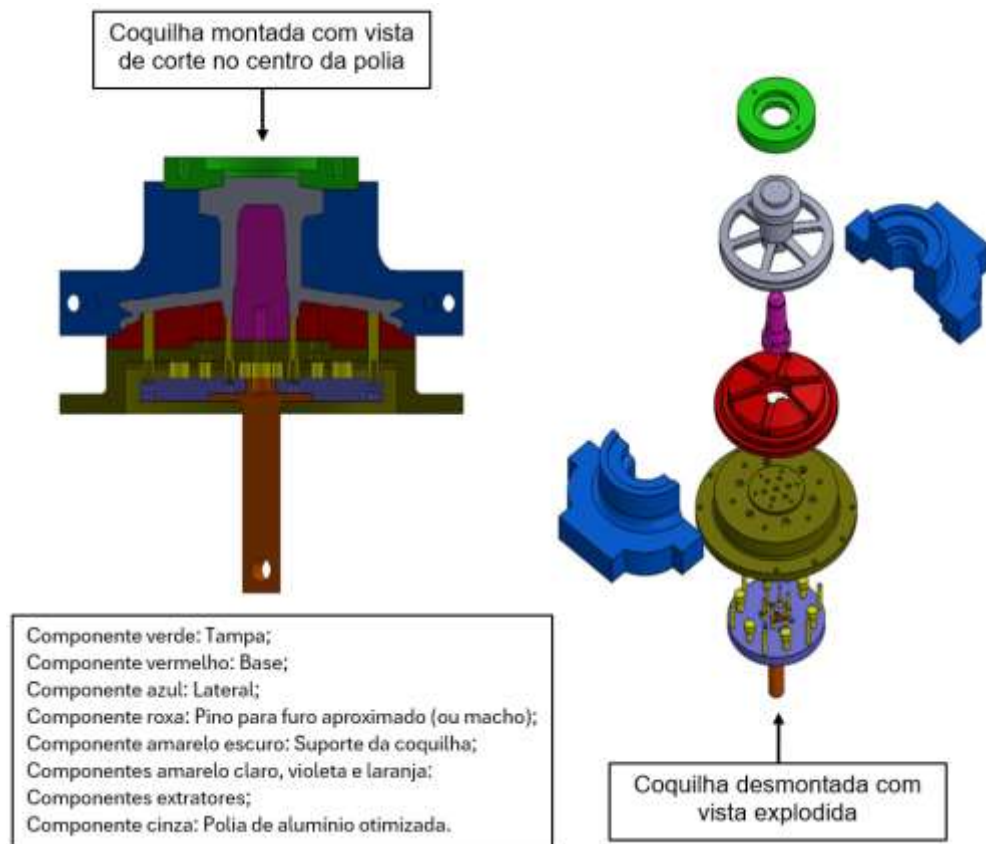 Coquilha montada com vista
de corte no centro da polia
Componente verde: Tampa;
Componente vermelho: Base;
Componente azul: Lateral;
Componente roxa: Pino para furo aproximado (ou macho);
Componente amarelo escuro: Suporte da coquilha;
Componentes amarelo claro, violeta e laranja:
Componentes extratores;
Componente cinza: Polia de alumínio otimizada.
Coquilha desmontada com
vista explodida